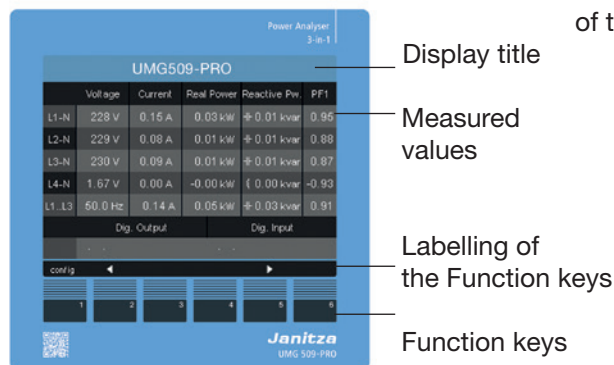 Power Analyser
3-in-1
of t
UMG509-PRO
Display title
Voltage Current Real Power Reactive Pw. PF1
L1-N 228 V 0.15 A 0.03 kW ╪ 0.01 kvar 0.95
Measured
values
L2-N 229 V 0.08 A 0.01 kW ╪ 0.01 kvar 0.88
L3-N 230 V 0.09 A 0.01 kW ╪ 0.01 kvar 0.87
L4-N 1.67 V 0.00 A -0.00 kW ⟨ 0.00 kvar -0.93
L1..L3 50.0 Hz 0.14 A 0.05 kW ╪ 0.03 kvar 0.91
Dig. Output Dig. Input
. . . .
config ◄ ►
Labelling of
the Function keys
1 2 3 4 5 6
Function keys
Janitza
UMG 509-PRO